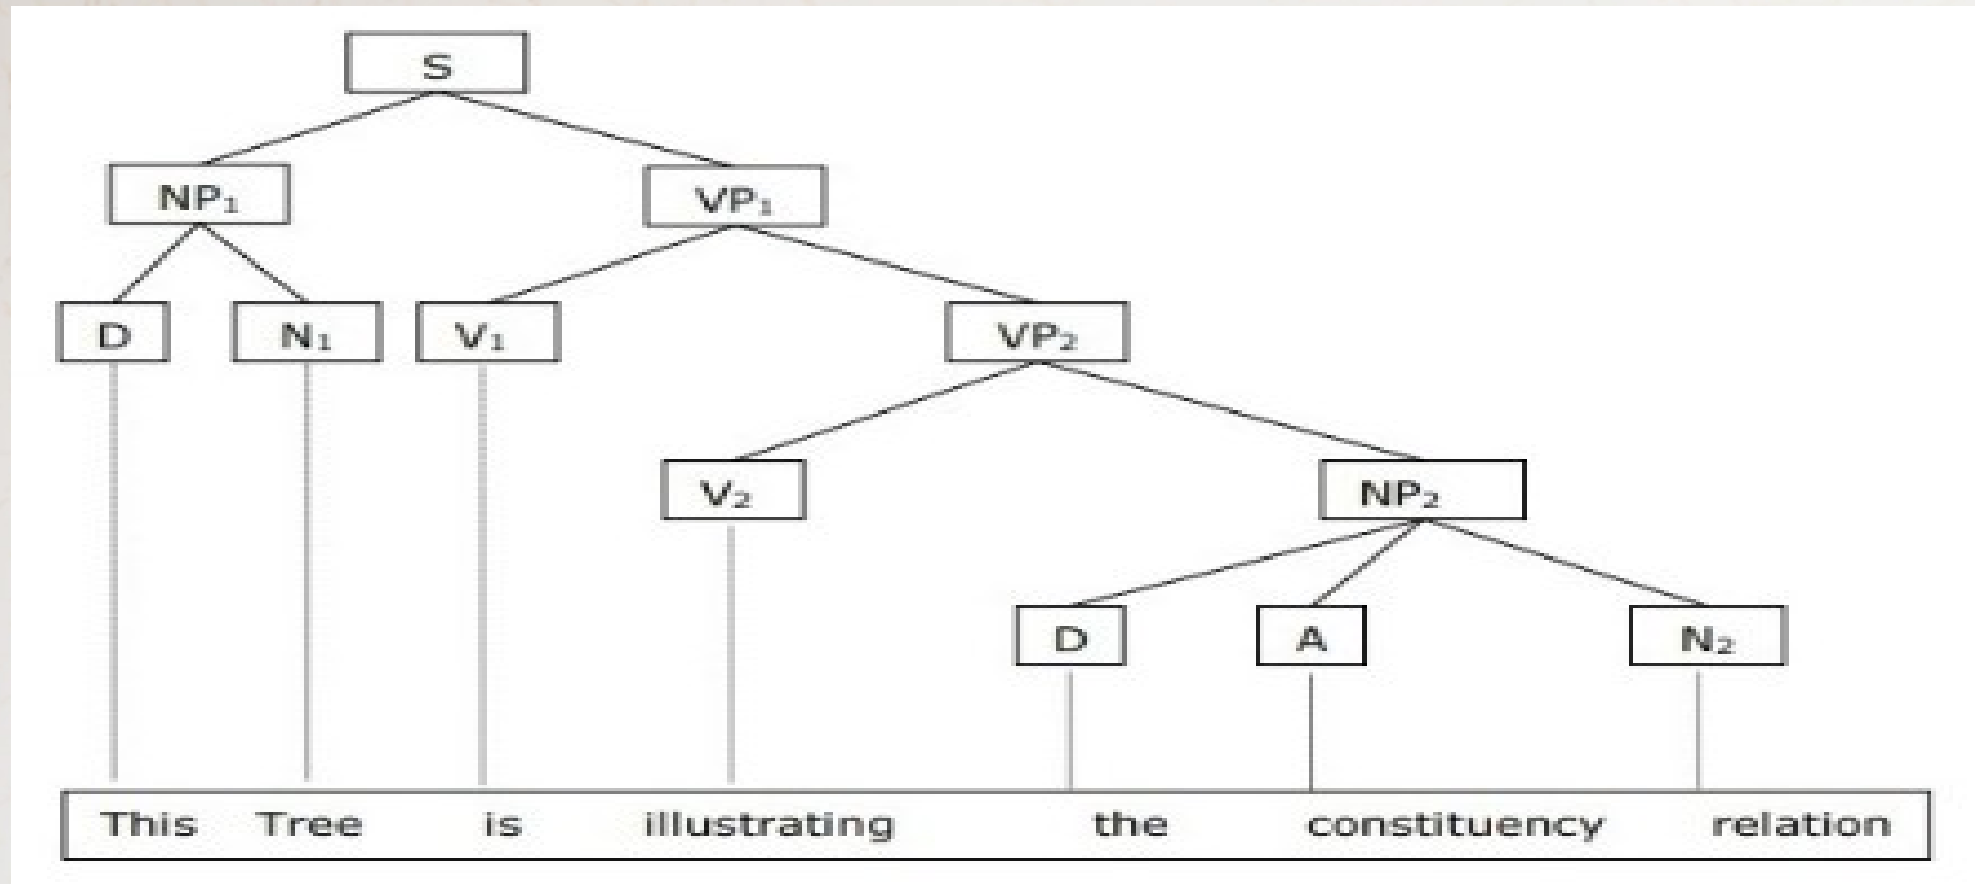 S
NP₁ VP₁
D N₁ V₁ VP₂
V₂ NP₂
D A N₂
This Tree is illustrating the constituency relation